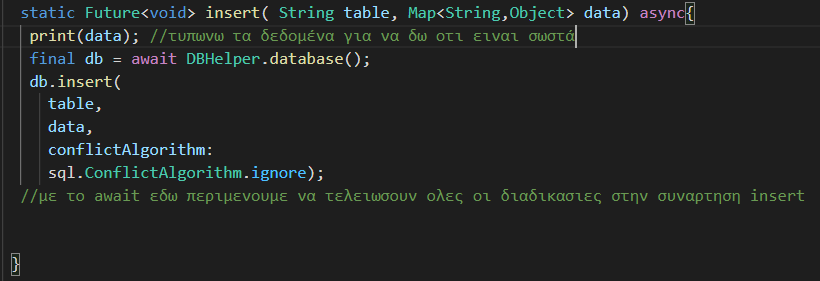 static Future<void> insert( String table, Map<String,Object> data) async{
print(data); //τυπωνω τα δεδομένα για να δω οτι ειναι σωστά
final db = await DBHelper.database();
db.insert(
table,
data,
conflictAlgorithm:
sql.ConflictAlgorithm.ignore);
//με το await εδω περιμενουμε να τελειωσουν ολες οι διαδικασιες στην συναρτηση insert
}